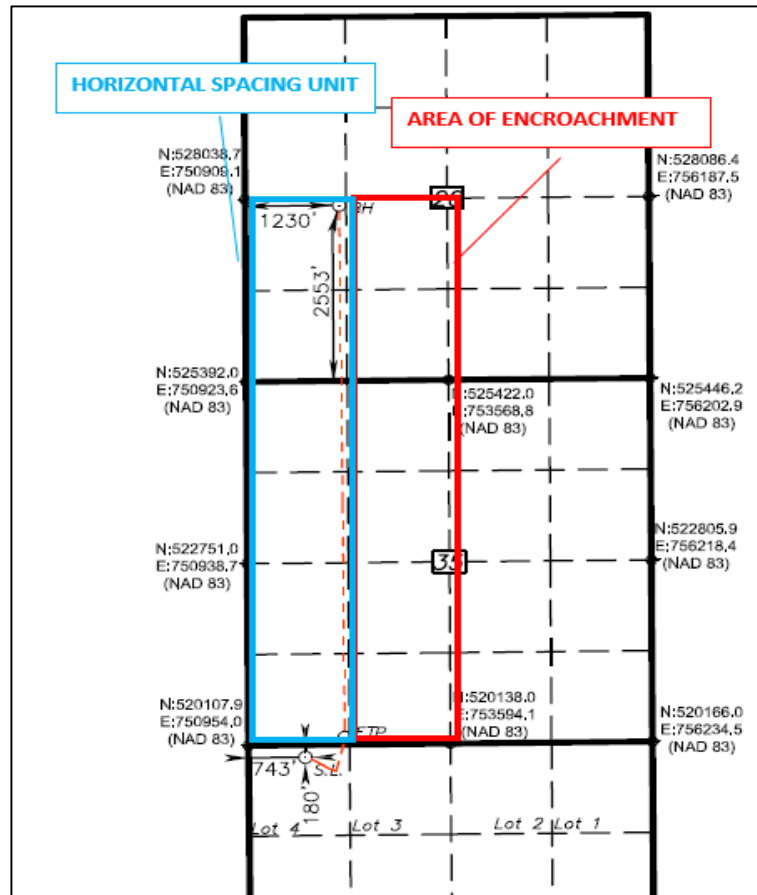 HORIZONTAL SPACING UNIT
AREA OF ENCROACHMENT
N:528038.7
E:750909.1
(NAD 83)
N:528086.4
E:756187.5
(NAD 83)
1230'
BH
2553'
N:525392.0
E:750923.6
(NAD 83)
N:525422.0
E:753568.8
(NAD 83)
N:525446.2
E:756202.9
(NAD 83)
N:522751.0
E:750938.7
(NAD 83)
35
N:522805.9
E:756218.4
(NAD 83)
N:520107.9
E:750954.0
(NAD 83)
N:520138.0
E:753594.1
(NAD 83)
N:520166.0
E:756234.5
(NAD 83)
FTP
743'
S.L.
180'
Lot 4
Lot 3
Lot 2
Lot 1